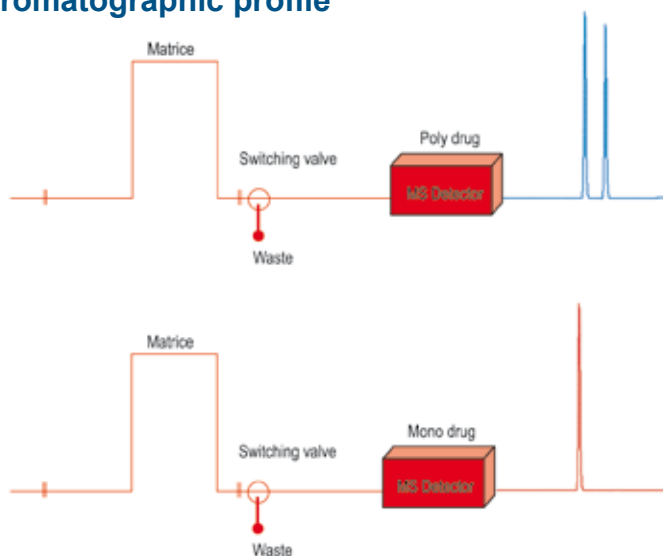 romatographic profile
Matrice
Poly drug
Switching valve
MS Detector
Waste
Matrice
Mono drug
Switching valve
MS Detector
Waste